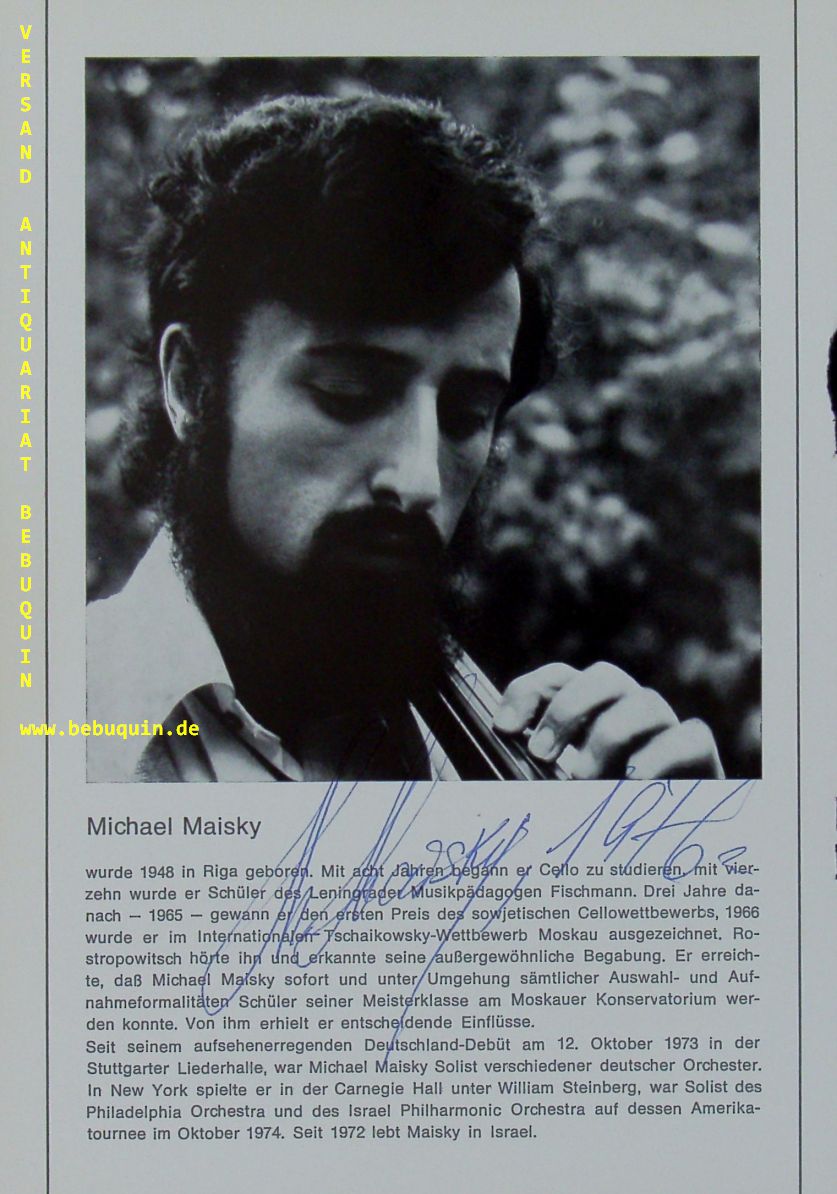 VERSAND ANTIQUARIAT BEBUQUIN
www.bebuquin.de
Michael Maisky
M. Maisky 1976
wurde 1948 in Riga geboren. Mit acht Jahren begann er Cello zu studieren, mit vier-
zehn wurde er Schüler des Leningrader Musikpädagogen Fischmann. Drei Jahre da-
nach — 1965 — gewann er den ersten Preis des sowjetischen Cellowettbewerbs, 1966
wurde er im Internationalen Tschaikowsky-Wettbewerb Moskau ausgezeichnet. Ro-
stropowitsch hörte ihn und erkannte seine außergewöhnliche Begabung. Er erreich-
te, daß Michael Maisky sofort und unter Umgehung sämtlicher Auswahl- und Auf-
nahmeformalitäten Schüler seiner Meisterklasse am Moskauer Konservatorium wer-
den konnte. Von ihm erhielt er entscheidende Einflüsse.
Seit seinem aufsehenerregenden Deutschland-Debüt am 12. Oktober 1973 in der
Stuttgarter Liederhalle, war Michael Maisky Solist verschiedener deutscher Orchester.
In New York spielte er in der Carnegie Hall unter William Steinberg, war Solist des
Philadelphia Orchestra und des Israel Philharmonic Orchestra auf dessen Amerika-
tournee im Oktober 1974. Seit 1972 lebt Maisky in Israel.